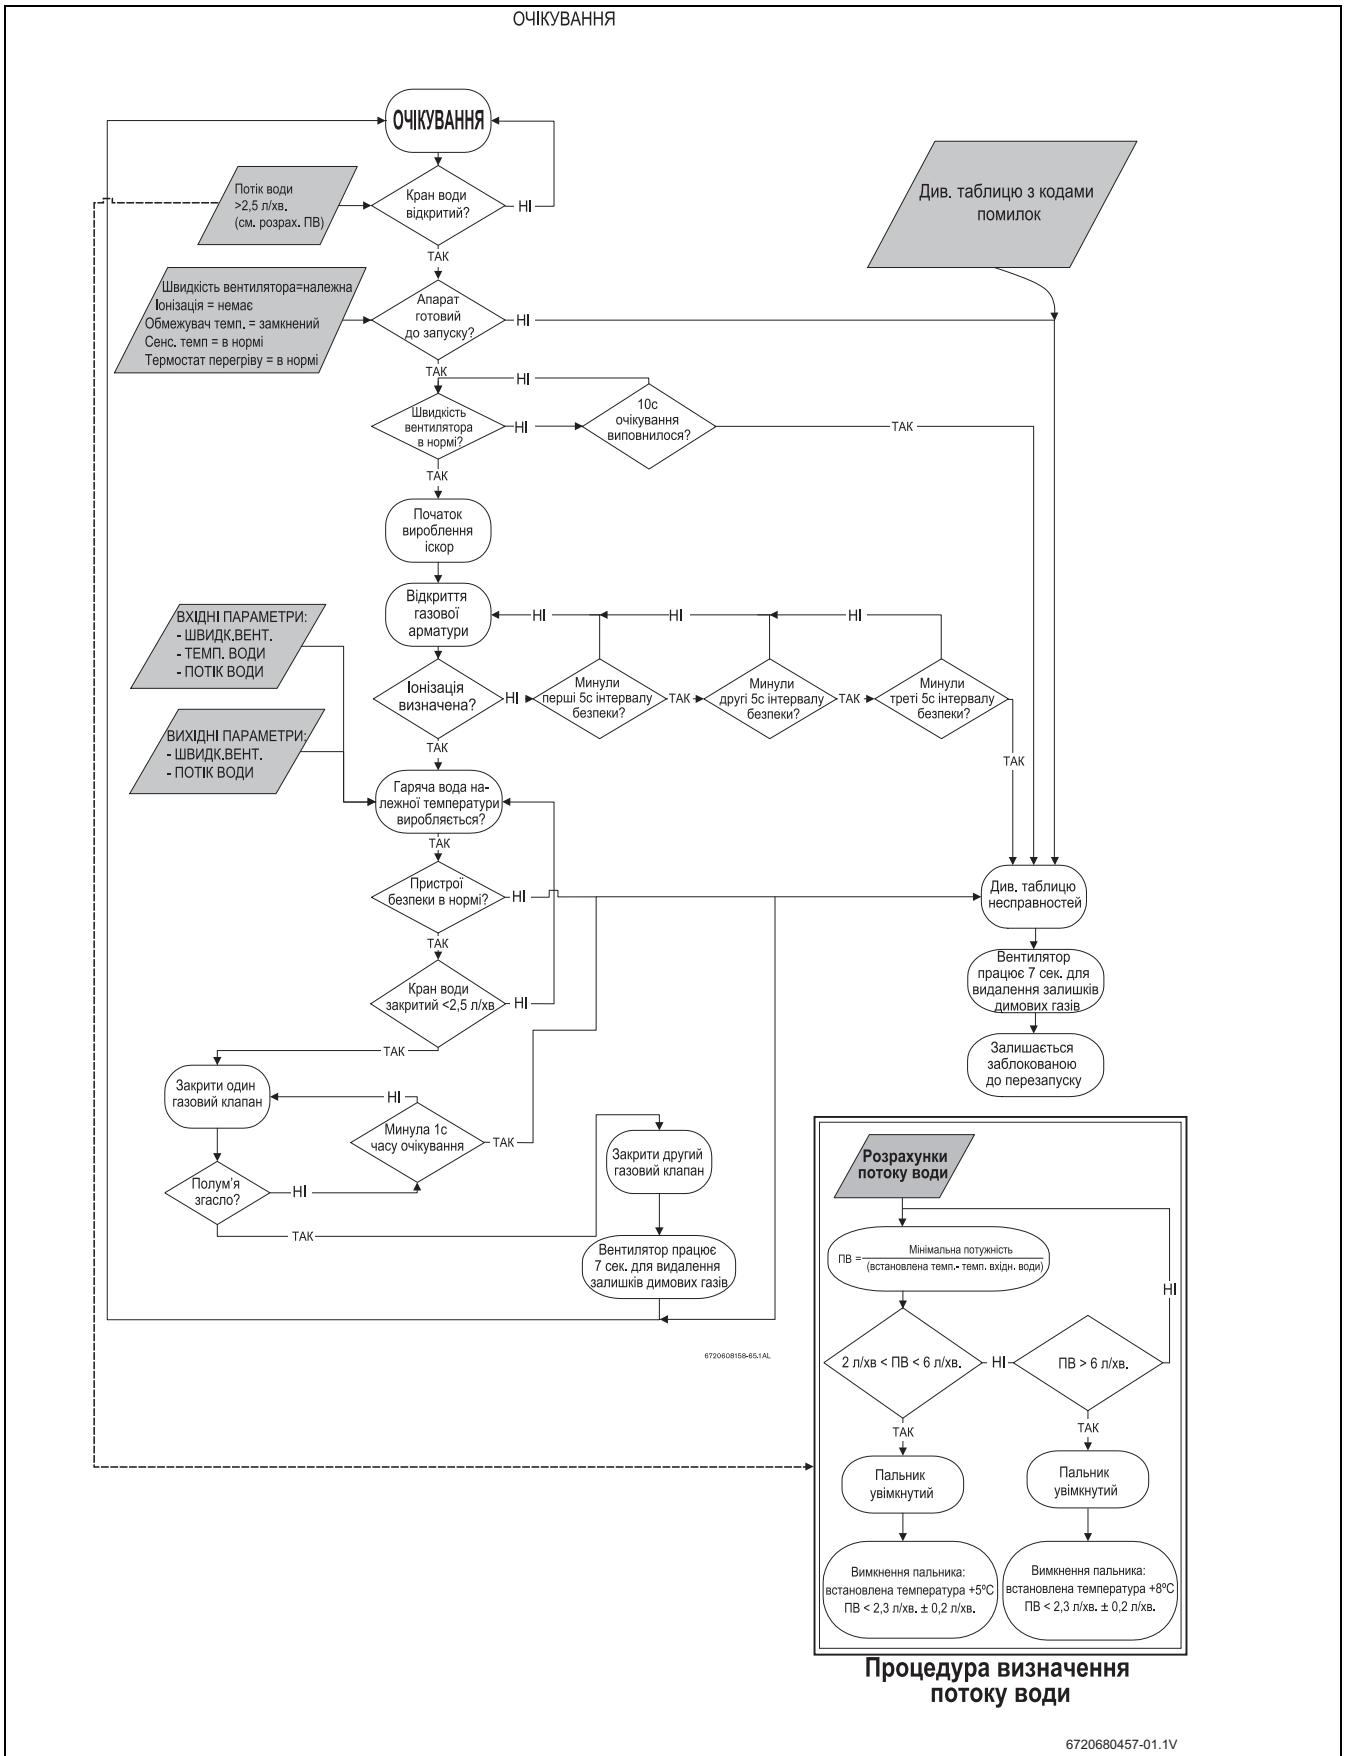 ОЧІКУВАННЯ
ОЧІКУВАННЯ
Потік води
>2,5 л/хв.
(см. розрах. ПВ)
Кран води
відкритий?
НІ
ТАК
Див. таблицю з кодами
помилок
Швидкість вентилятора=належна
Іонізація = немає
Обмежувач темп. = замкнений
Сенс. темп = в нормі
Термостат перегріву = в нормі
Апарат
готовий
до запуску?
НІ
ТАК
НІ
Швидкість
вентилятора
в нормі?
НІ
10с
очікування
виповнилося?
ТАК
ТАК
Початок
вироблення
іскор
Відкриття
газової
арматури
НІ
НІ
НІ
ВХІДНІ ПАРАМЕТРИ:
- ШВИДК.ВЕНТ.
- ТЕМП. ВОДИ
- ПОТІК ВОДИ
Іонізація
визначена?
НІ
Минули
перші 5с інтервалу
безпеки?
ТАК
Минули
другі 5с інтервалу
безпеки?
ТАК
Минули
треті 5с інтервалу
безпеки?
ТАК
ТАК
ВИХІДНІ ПАРАМЕТРИ:
- ШВИДК.ВЕНТ.
- ПОТІК ВОДИ
Гаряча вода на-
лежної температури
виробляється?
ТАК
Пристрої
безпеки в нормі?
НІ
ТАК
Див. таблицю
несправностей
Вентилятор
працює 7 сек. для
видалення залишків
димових газів
Залишається
заблокованою
до перезапуску
Кран води
закритий <2,5 л/хв
НІ
ТАК
Закрити один
газовий клапан
НІ
Минула 1с
часу очікування
ТАК
Полум'я
згасло?
НІ
ТАК
Закрити другий
газовий клапан
Вентилятор працює
7 сек. для видалення
залишків димових газів
6720608158-65.1AL
Розрахунки
потоку води
ПВ = Мінімальна потужність
(встановлена темп.- темп. вхідн. води)
НІ
2 л/хв < ПВ < 6 л/хв.
НІ
ПВ > 6 л/хв.
ТАК
ТАК
Пальник
увімкнутий
Пальник
увімкнутий
Вимкнення пальника:
встановлена температура +5ºC
ПВ < 2,3 л/хв. ± 0,2 л/хв.
Вимкнення пальника:
встановлена температура +8ºC
ПВ < 2,3 л/хв. ± 0,2 л/хв.
Процедура визначення
потоку води
6720680457-01.1V